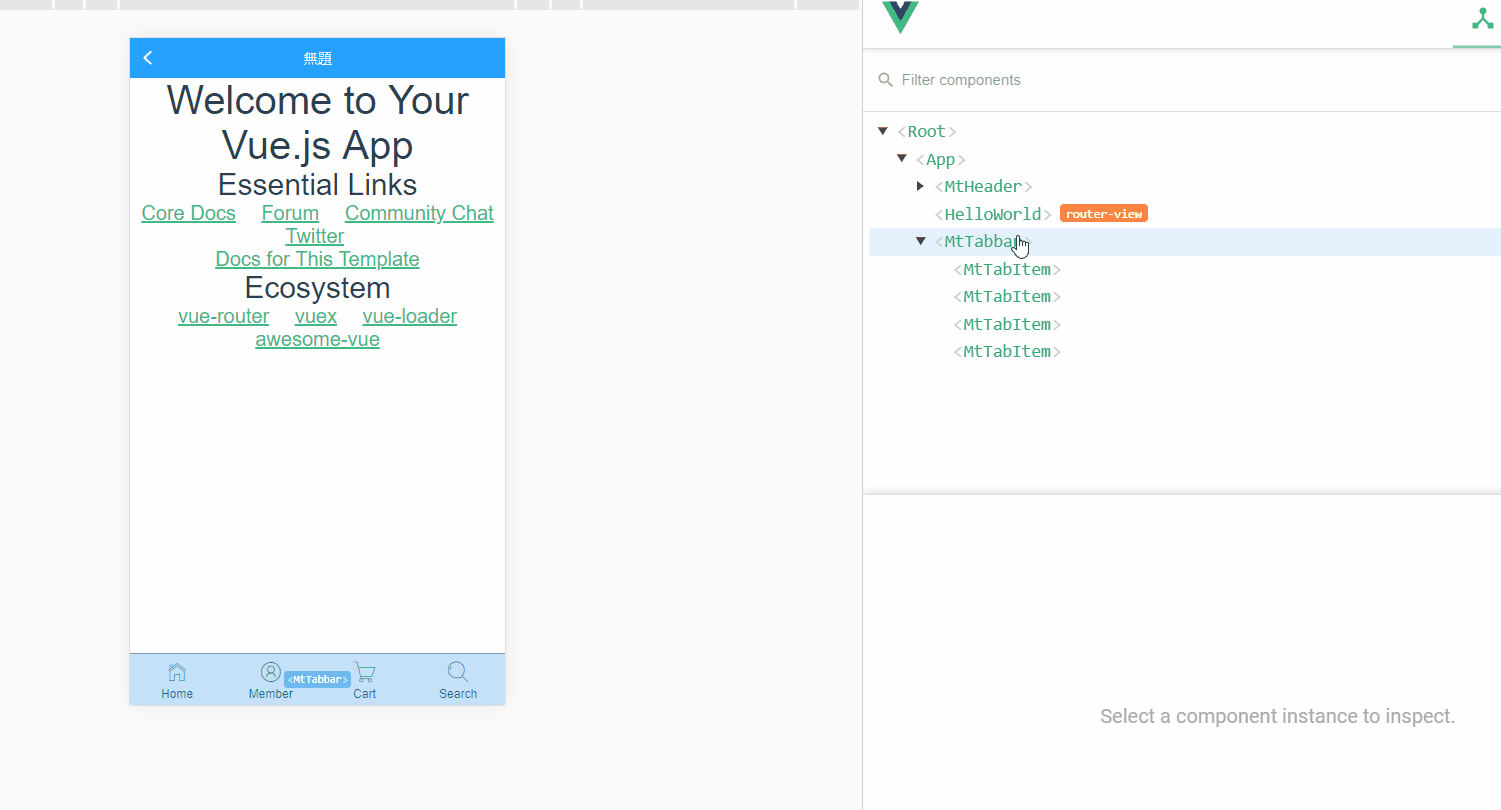 無題
Welcome to Your
Vue.js App
Essential Links
Core Docs Forum Community Chat
Twitter
Docs for This Template
Ecosystem
vue-router vuex vue-loader
awesome-vue
<MtTabbar>
Home Member Cart Search
Filter components
<Root>
<App>
<MtHeader>
<HelloWorld> router-view
<MtTabbar>
<MtTabItem>
<MtTabItem>
<MtTabItem>
<MtTabItem>
Select a component instance to inspect.